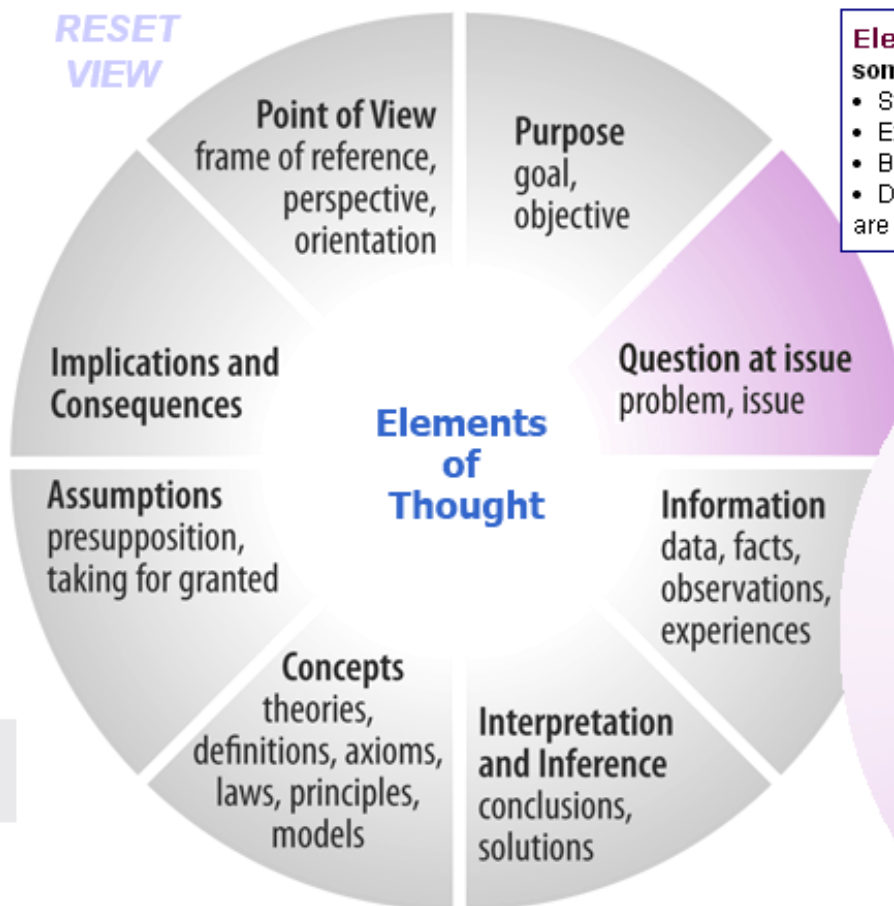 RESET
VIEW
Point of View
frame of reference,
perspective,
orientation
Purpose
goal,
objective
Question at issue
problem, issue
Information
data, facts,
observations,
experiences
Interpretation
and Inference
conclusions,
solutions
Concepts
theories,
definitions, axioms,
laws, principles,
models
Assumptions
presupposition,
taking for granted
Implications and
Consequences
Elements
of
Thought
are